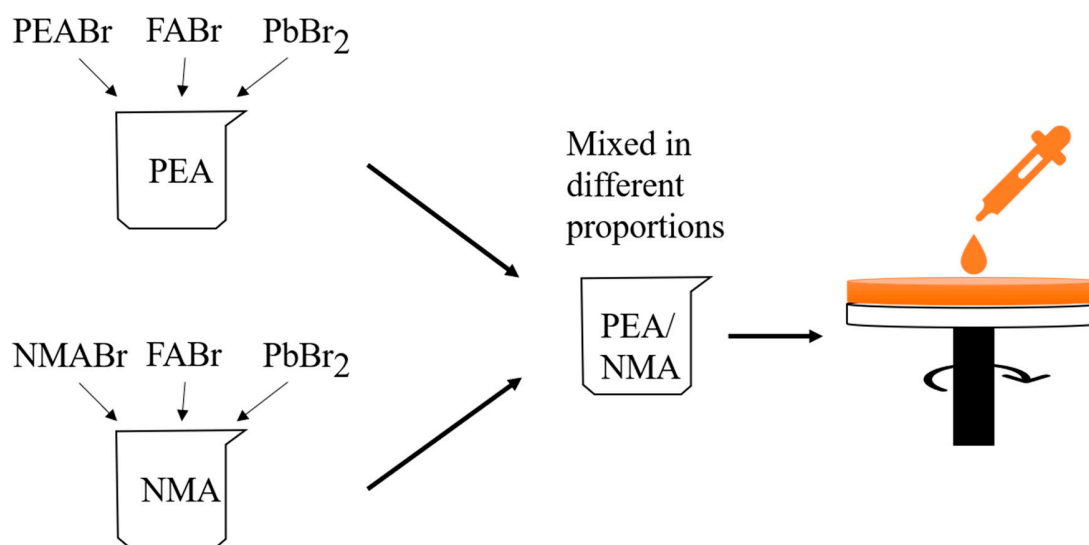 PEABr FABr PbBr₂
PEA
Mixed in
different
proportions
PEA/
NMA
NMABr FABr PbBr₂
NMA